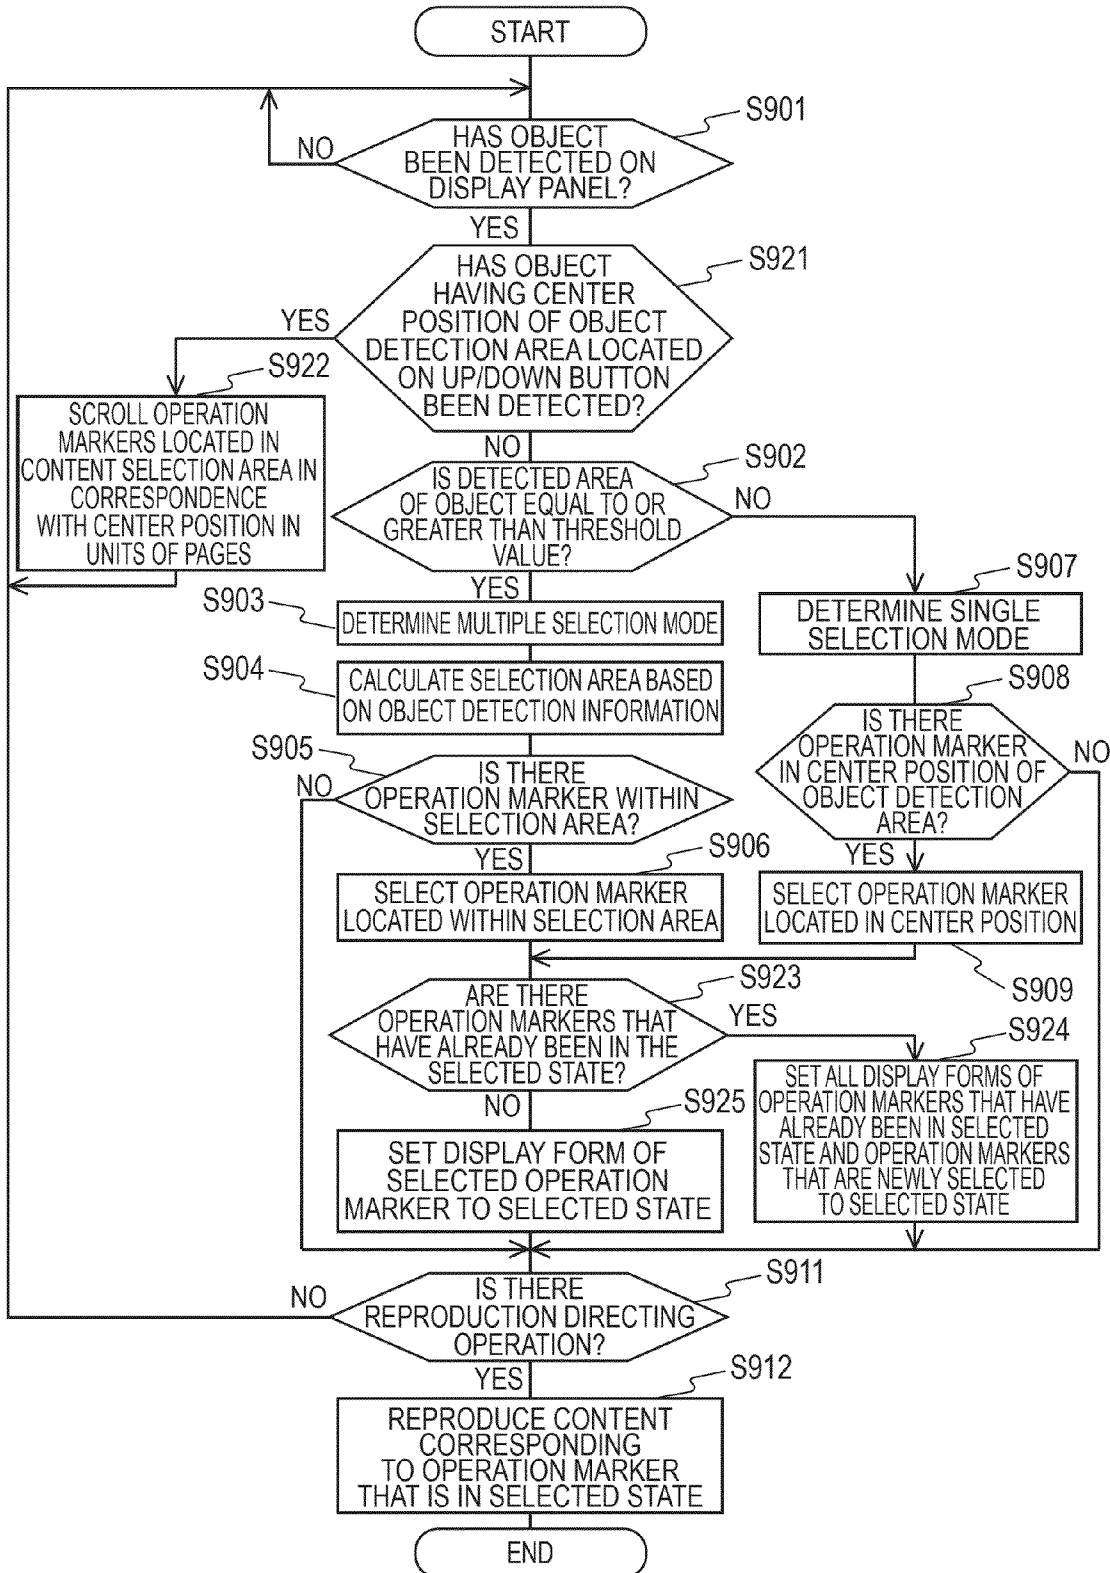 START
S901
HAS OBJECT
BEEN DETECTED ON
DISPLAY PANEL?
NO
YES
S921
HAS OBJECT
HAVING CENTER
POSITION OF OBJECT
DETECTION AREA LOCATED
ON UP/DOWN BUTTON
BEEN DETECTED?
YES
NO
S922
SCROLL OPERATION
MARKERS LOCATED IN
CONTENT SELECTION AREA IN
CORRESPONDENCE
WITH CENTER POSITION IN
UNITS OF PAGES
S902
IS DETECTED AREA
OF OBJECT EQUAL TO OR
GREATER THAN THRESHOLD
VALUE?
NO
YES
S903
DETERMINE MULTIPLE SELECTION MODE
S907
DETERMINE SINGLE
SELECTION MODE
S904
CALCULATE SELECTION AREA BASED
ON OBJECT DETECTION INFORMATION
S908
IS THERE
OPERATION MARKER
IN CENTER POSITION OF
OBJECT DETECTION
AREA?
NO
YES
S905
IS THERE
OPERATION MARKER WITHIN
SELECTION AREA?
NO
YES
S906
SELECT OPERATION MARKER
LOCATED WITHIN SELECTION AREA
SELECT OPERATION MARKER
LOCATED IN CENTER POSITION
S909
S923
ARE THERE
OPERATION MARKERS THAT
HAVE ALREADY BEEN IN THE
SELECTED STATE?
YES
NO
S924
SET ALL DISPLAY FORMS OF
OPERATION MARKERS THAT HAVE
ALREADY BEEN IN SELECTED
STATE AND OPERATION MARKERS
THAT ARE NEWLY SELECTED
TO SELECTED STATE
S925
SET DISPLAY FORM OF
SELECTED OPERATION
MARKER TO SELECTED STATE
S911
IS THERE
REPRODUCTION DIRECTING
OPERATION?
NO
YES
S912
REPRODUCE CONTENT
CORRESPONDING
TO OPERATION MARKER
THAT IS IN SELECTED STATE
END